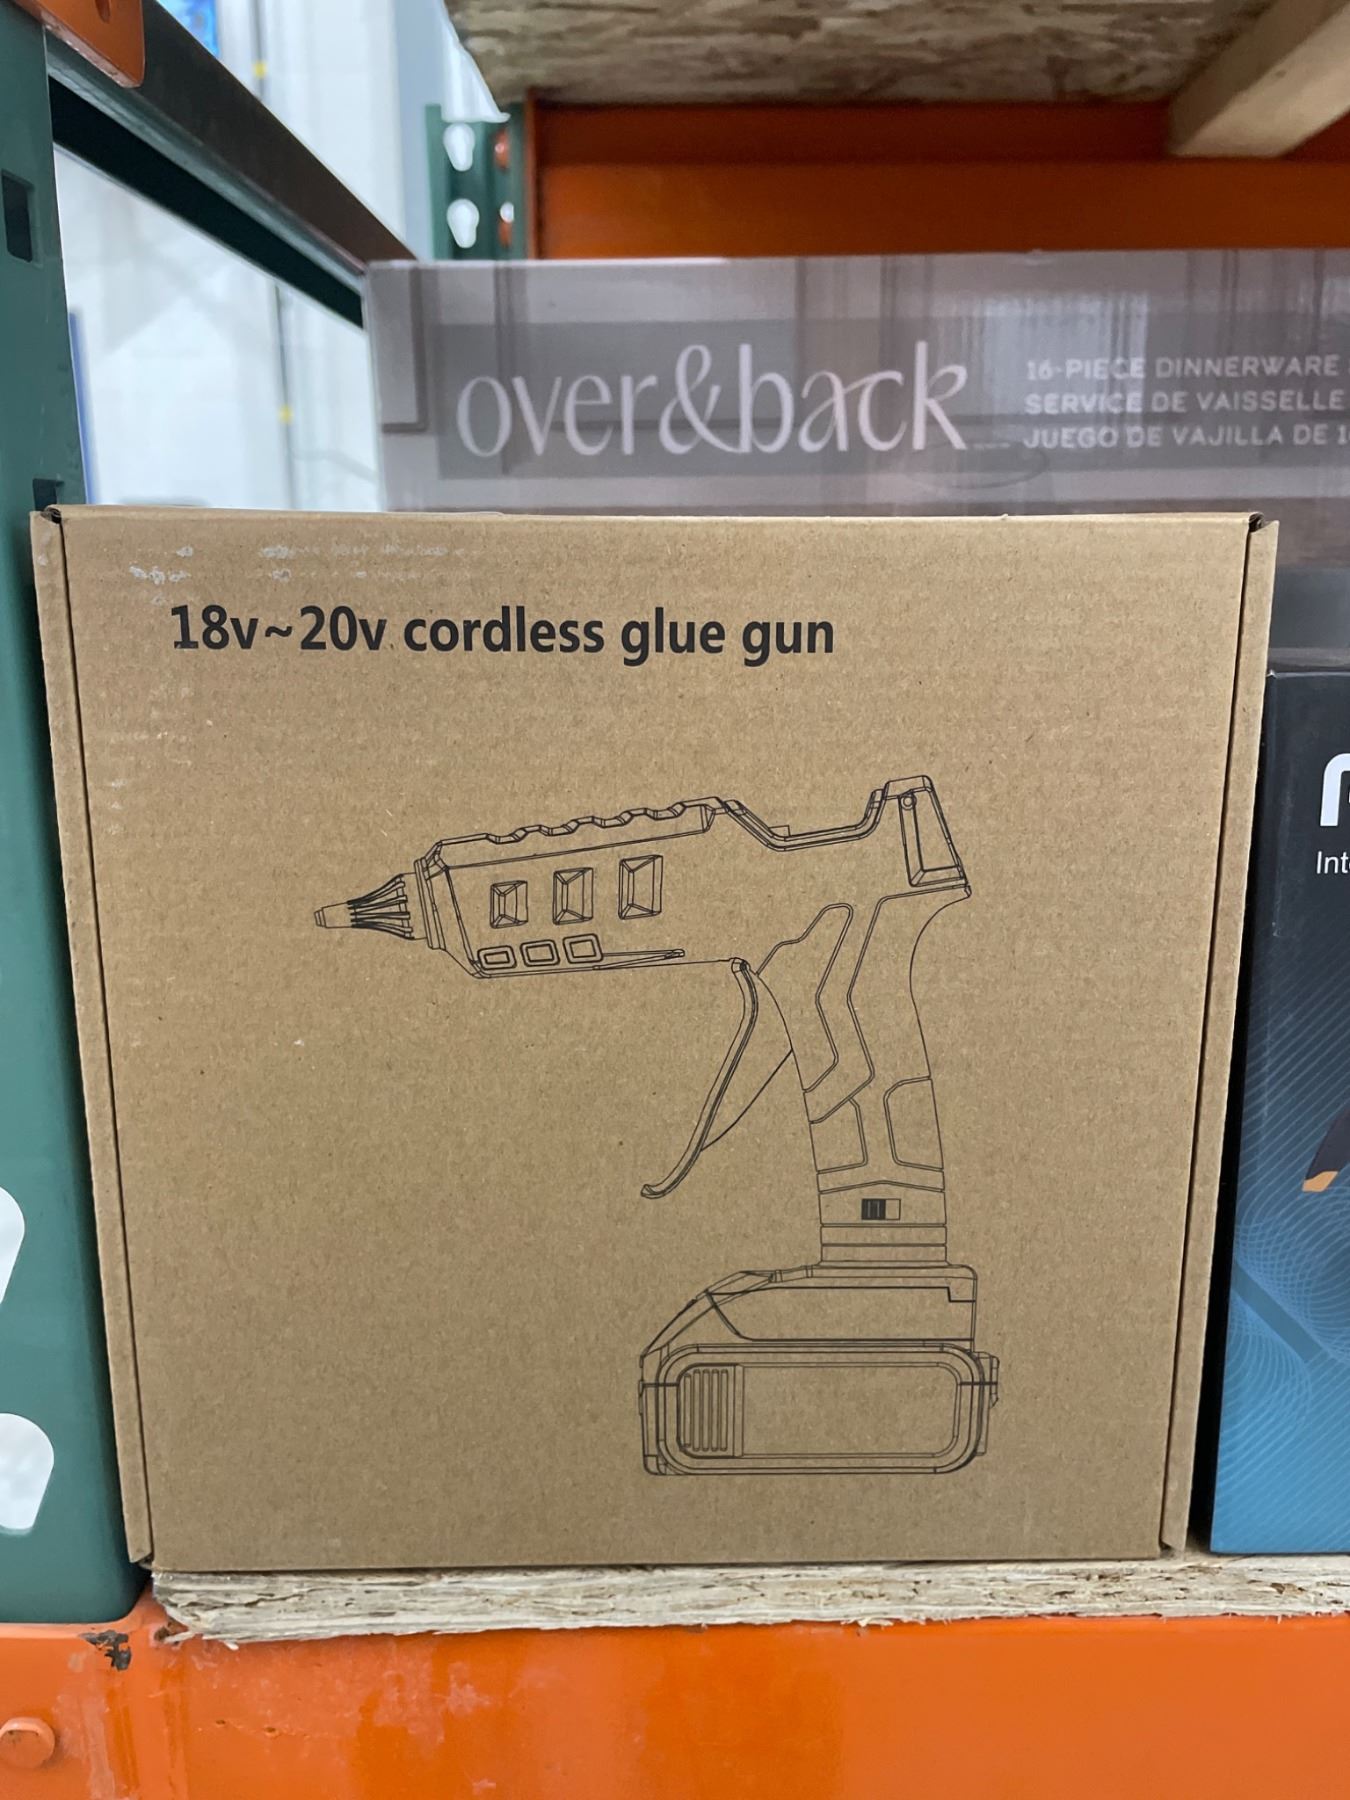 over&back
16-PIECE DINNERWARE
SERVICE DE VAISSELLE
JUEGO DE VAJILLA DE
18v~20v cordless glue gun